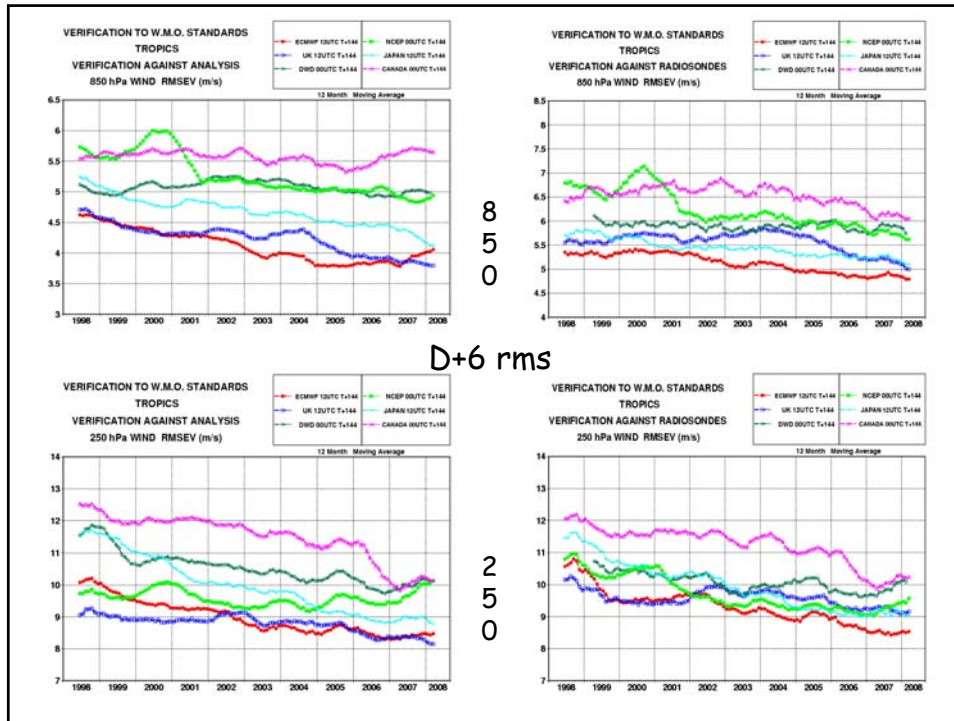 VERIFICATION TO W.M.O. STANDARDS
TROPICS
VERIFICATION AGAINST ANALYSIS
850 hPa WIND RMSEV (m/s)
ECMWF 12UTC T+144
NCEP 00UTC T+144
UK 12UTC T+144
JAPAN 12UTC T+144
DWD 00UTC T+144
CANADA 00UTC T+144
12 Month Moving Average
6.5
6
5.5
5
4.5
4
3.5
3
1998 1999 2000 2001 2002 2003 2004 2005 2006 2007 2008
8
5
0
VERIFICATION TO W.M.O. STANDARDS
TROPICS
VERIFICATION AGAINST RADIOSONDES
850 hPa WIND RMSEV (m/s)
ECMWF 12UTC T+144
NCEP 00UTC T+144
UK 12UTC T+144
JAPAN 12UTC T+144
DWD 00UTC T+144
CANADA 00UTC T+144
12 Month Moving Average
8.5
8
7.5
7
6.5
6
5.5
5
4.5
4
1998 1999 2000 2001 2002 2003 2004 2005 2006 2007 2008
D+6 rms
VERIFICATION TO W.M.O. STANDARDS
TROPICS
VERIFICATION AGAINST ANALYSIS
250 hPa WIND RMSEV (m/s)
ECMWF 12UTC T+144
NCEP 00UTC T+144
UK 12UTC T+144
JAPAN 12UTC T+144
DWD 00UTC T+144
CANADA 00UTC T+144
12 Month Moving Average
14
13
12
11
10
9
8
7
1998 1999 2000 2001 2002 2003 2004 2005 2006 2007 2008
2
5
0
VERIFICATION TO W.M.O. STANDARDS
TROPICS
VERIFICATION AGAINST RADIOSONDES
250 hPa WIND RMSEV (m/s)
ECMWF 12UTC T+144
NCEP 00UTC T+144
UK 12UTC T+144
JAPAN 12UTC T+144
DWD 00UTC T+144
CANADA 00UTC T+144
12 Month Moving Average
14
13
12
11
10
9
8
7
1998 1999 2000 2001 2002 2003 2004 2005 2006 2007 2008